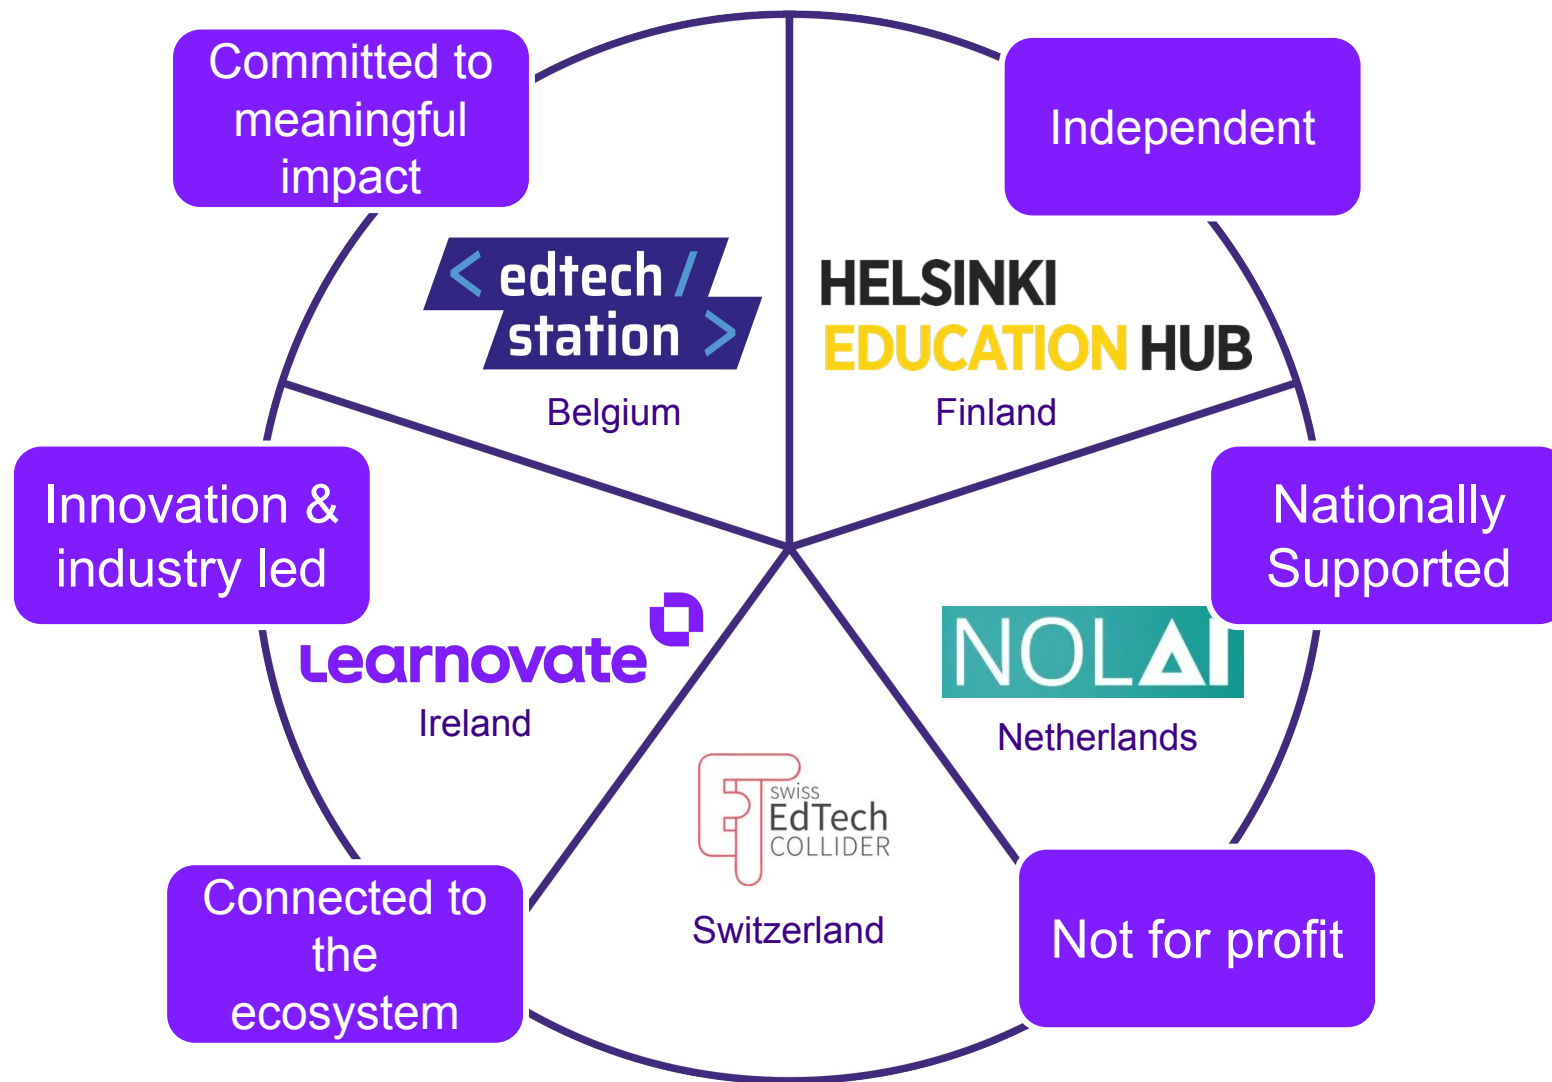 Committed to
meaningful
impact
Independent
< edtech /
station >
Belgium
HELSINKI
EDUCATION HUB
Finland
Innovation &
industry led
Nationally
Supported
Learnovate
Ireland
NOLAI
Netherlands
swiss
EdTech
COLLIDER
Switzerland
Connected to
the
ecosystem
Not for profit